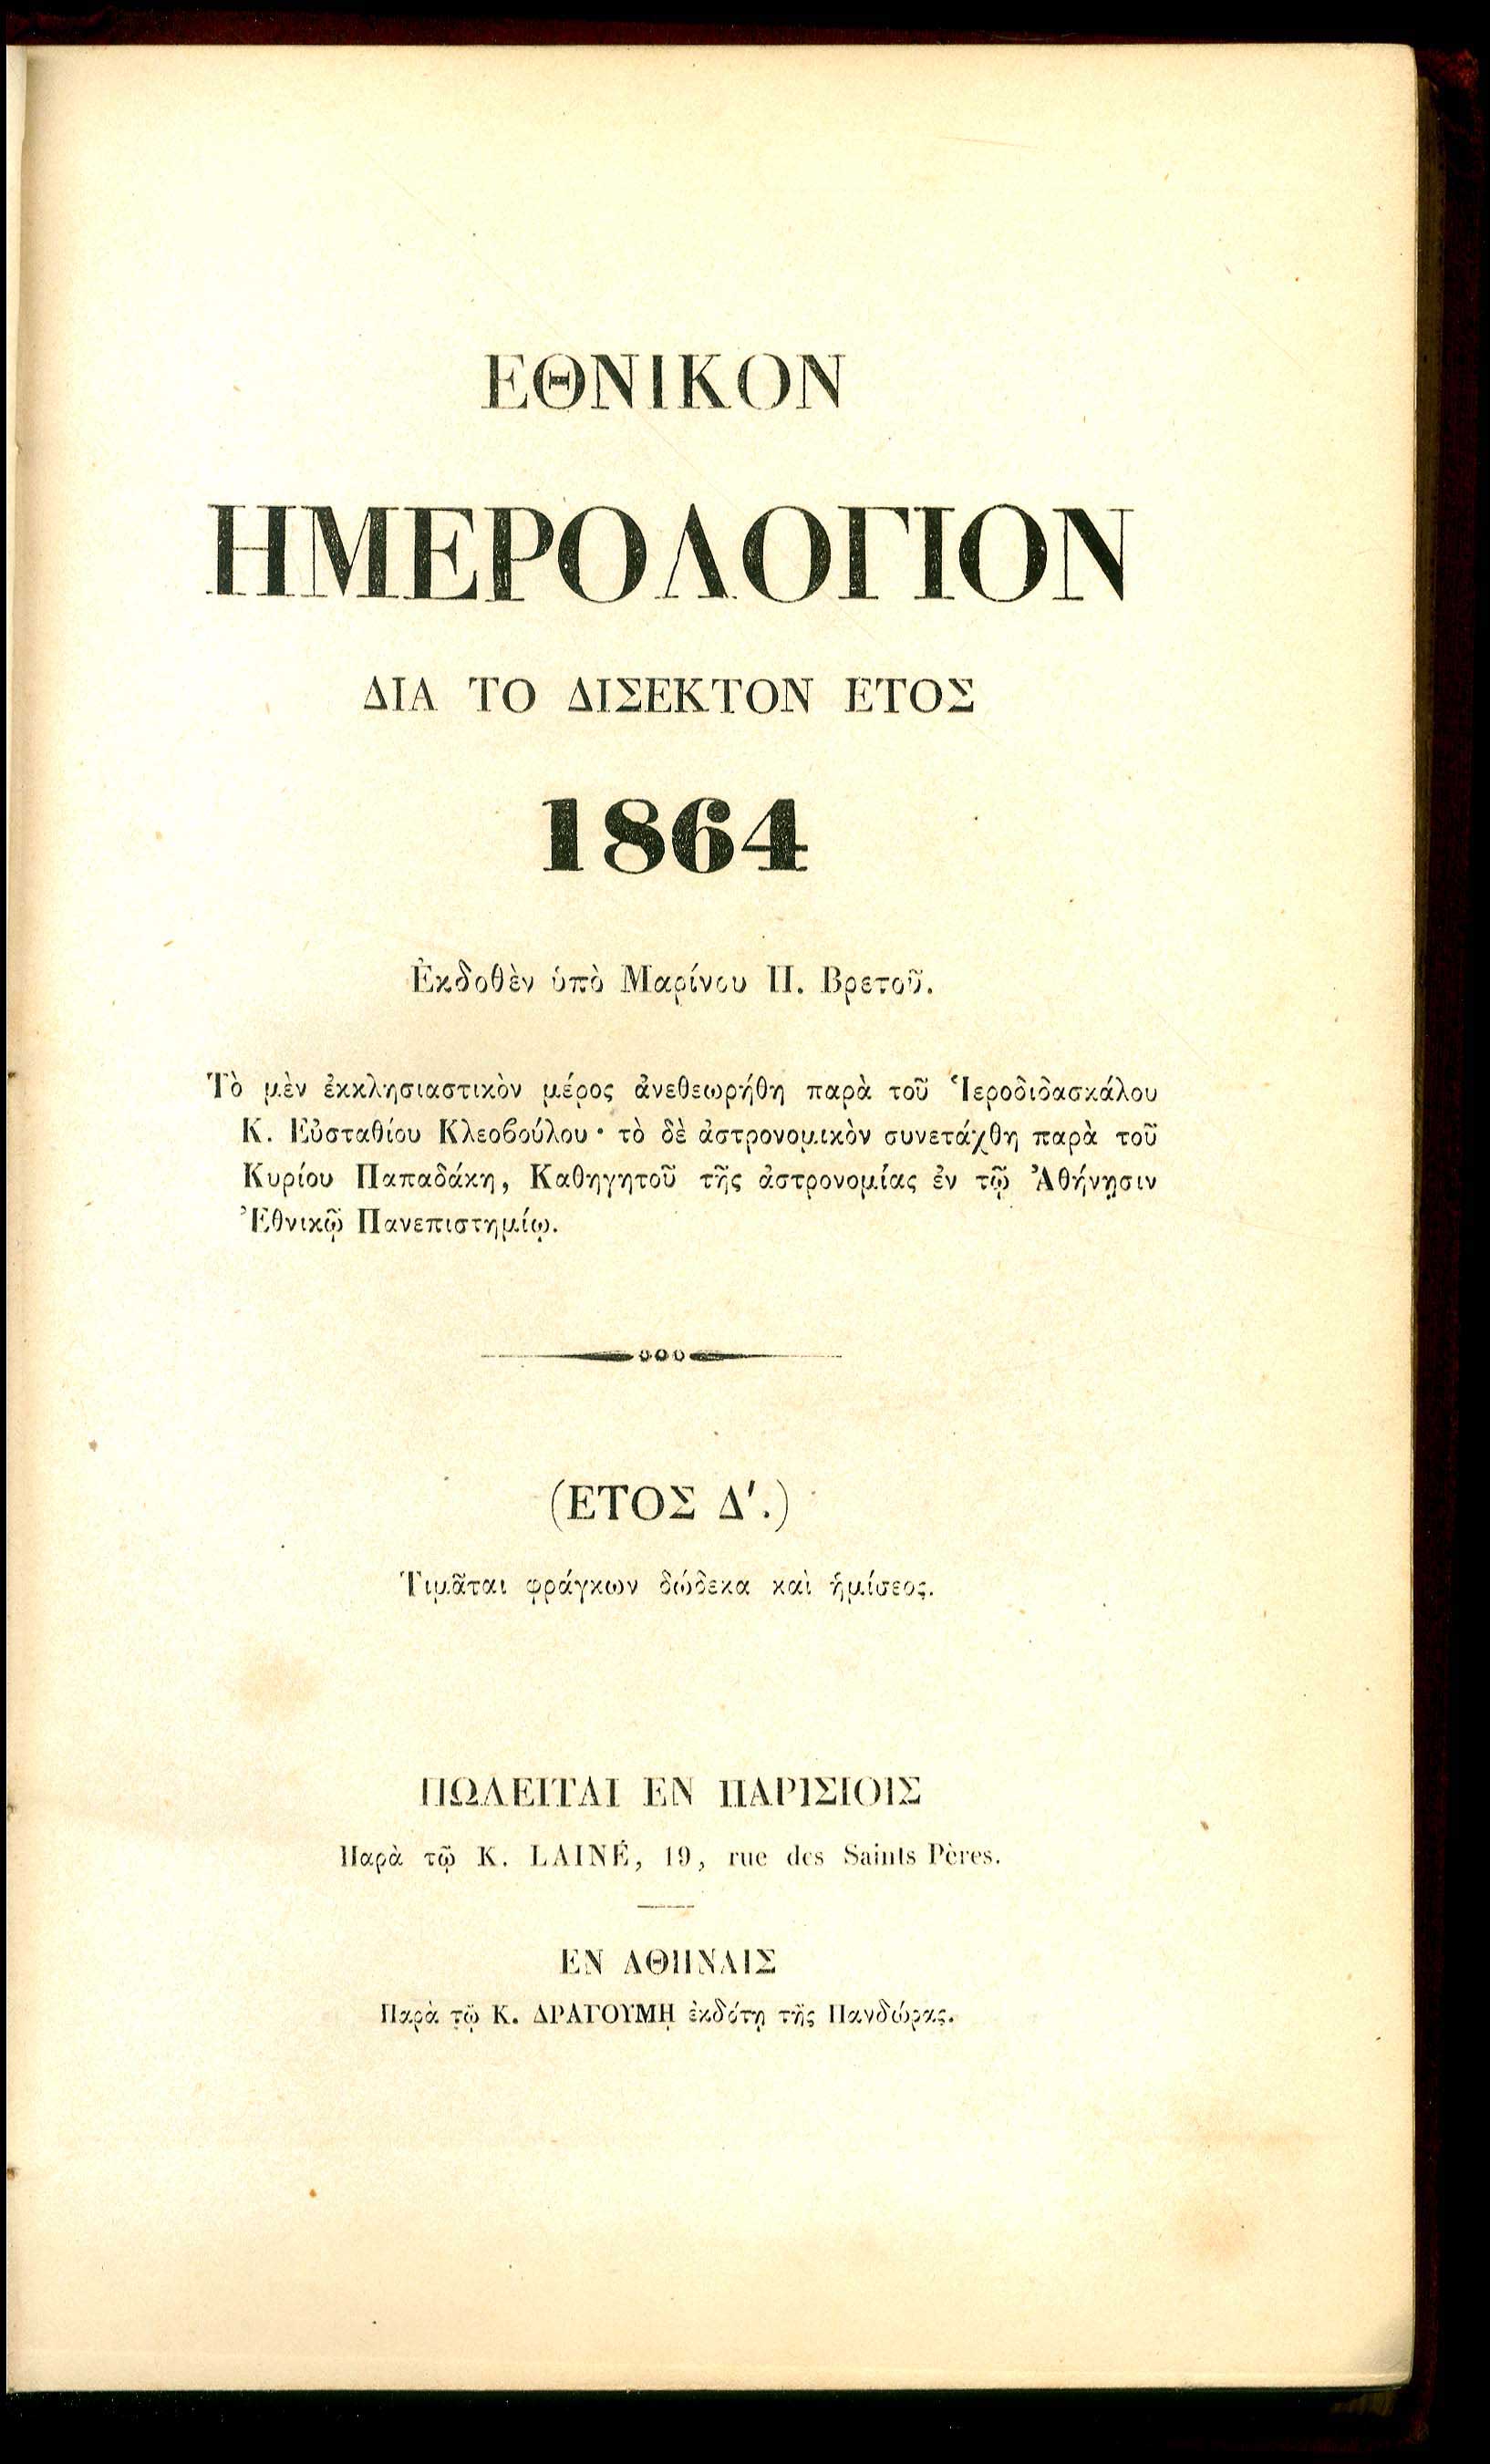 ΕΘΝΙΚΟΝ
ΗΜΕΡΟΛΟΓΙΟΝ
ΔΙΑ ΤΟ ΔΙΣΕΚΤΟΝ ΕΤΟΣ
1864
Ἐκδοθὲν ὑπὸ Μαρίνου Π. Βρετοῦ.
Τὸ μὲν ἐκκλησιαστικὸν μέρος ἀνεθεωρήθη παρὰ τοῦ Ἱεροδιδασκάλου
Κ. Εὐσταθίου Κλεοβούλου· τὸ δὲ ἀστρονομικὸν συνετάχθη παρὰ τοῦ
Κυρίου Παπαδάκη, Καθηγητοῦ τῆς ἀστρονομίας ἐν τῷ Ἀθήνησιν
Ἐθνικῷ Πανεπιστημίῳ.
(ΕΤΟΣ Δʹ.)
Τιμᾶται φράγκων δώδεκα καὶ ἡμίσεος.
ΠΩΛΕΙΤΑΙ ΕΝ ΠΑΡΙΣΙΟΙΣ
Παρὰ τῷ Κ. LAINÉ, 19, rue des Saints Pères.
ΕΝ ΑΘΗΝΑΙΣ
Παρὰ τῷ Κ. ΔΡΑΓΟΥΜΗ ἐκδότῃ τῆς Πανδώρας.